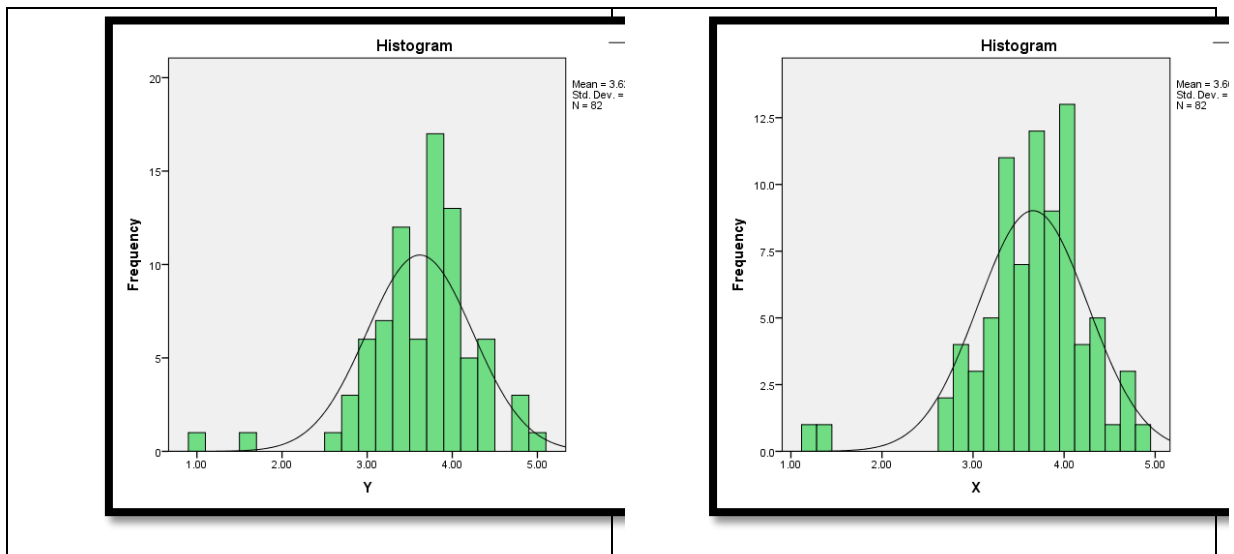 Histogram
Mean = 3.6
Std. Dev. =
N = 82
20
15
10
5
0
1.00 2.00 3.00 4.00 5.00
Frequency
Y
Histogram
Mean = 3.6
Std. Dev. =
N = 82
12.5
10.0
7.5
5.0
2.5
0.0
1.00 2.00 3.00 4.00 5.00
Frequency
X